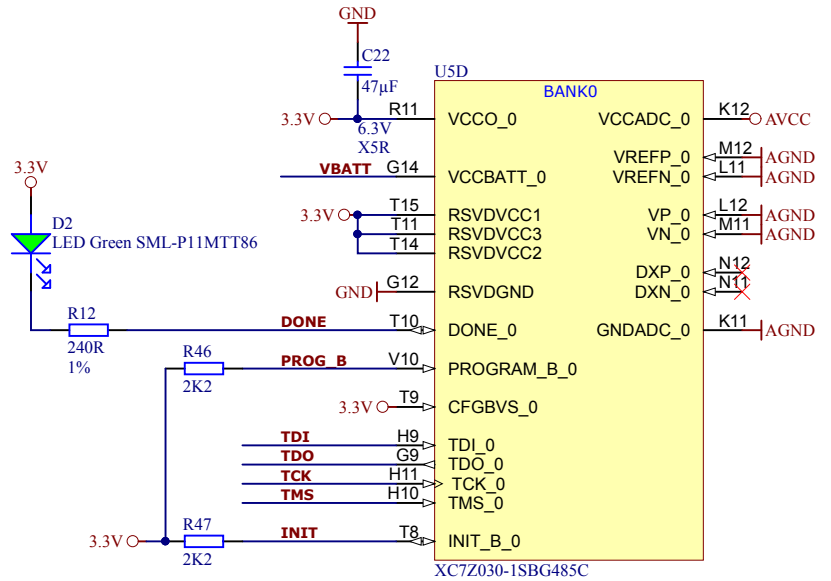 GND
C22
47µF
6.3V
X5R
3.3V
R11
U5D
BANK0
VCCO_0
VCCADC_0
K12
AVCC
VREFP_0
M12
AGND
VBATT
G14
VCCBATT_0
VREFN_0
L11
AGND
3.3V
3.3V
T15
RSVDVCC1
VP_0
L12
AGND
D2
LED Green SML-P11MTT86
T11
RSVDVCC3
VN_0
M11
AGND
T14
RSVDVCC2
DXP_0
N12
GND
G12
RSVDGND
DXN_0
N11
R12
240R
1%
DONE
T10
DONE_0
GNDADC_0
K11
AGND
R46
2K2
PROG_B
V10
PROGRAM_B_0
3.3V
T9
CFGBVS_0
TDI
H9
TDI_0
TDO
G9
TDO_0
TCK
H11
TCK_0
TMS
H10
TMS_0
3.3V
R47
2K2
INIT
T8
INIT_B_0
XC7Z030-1SBG485C